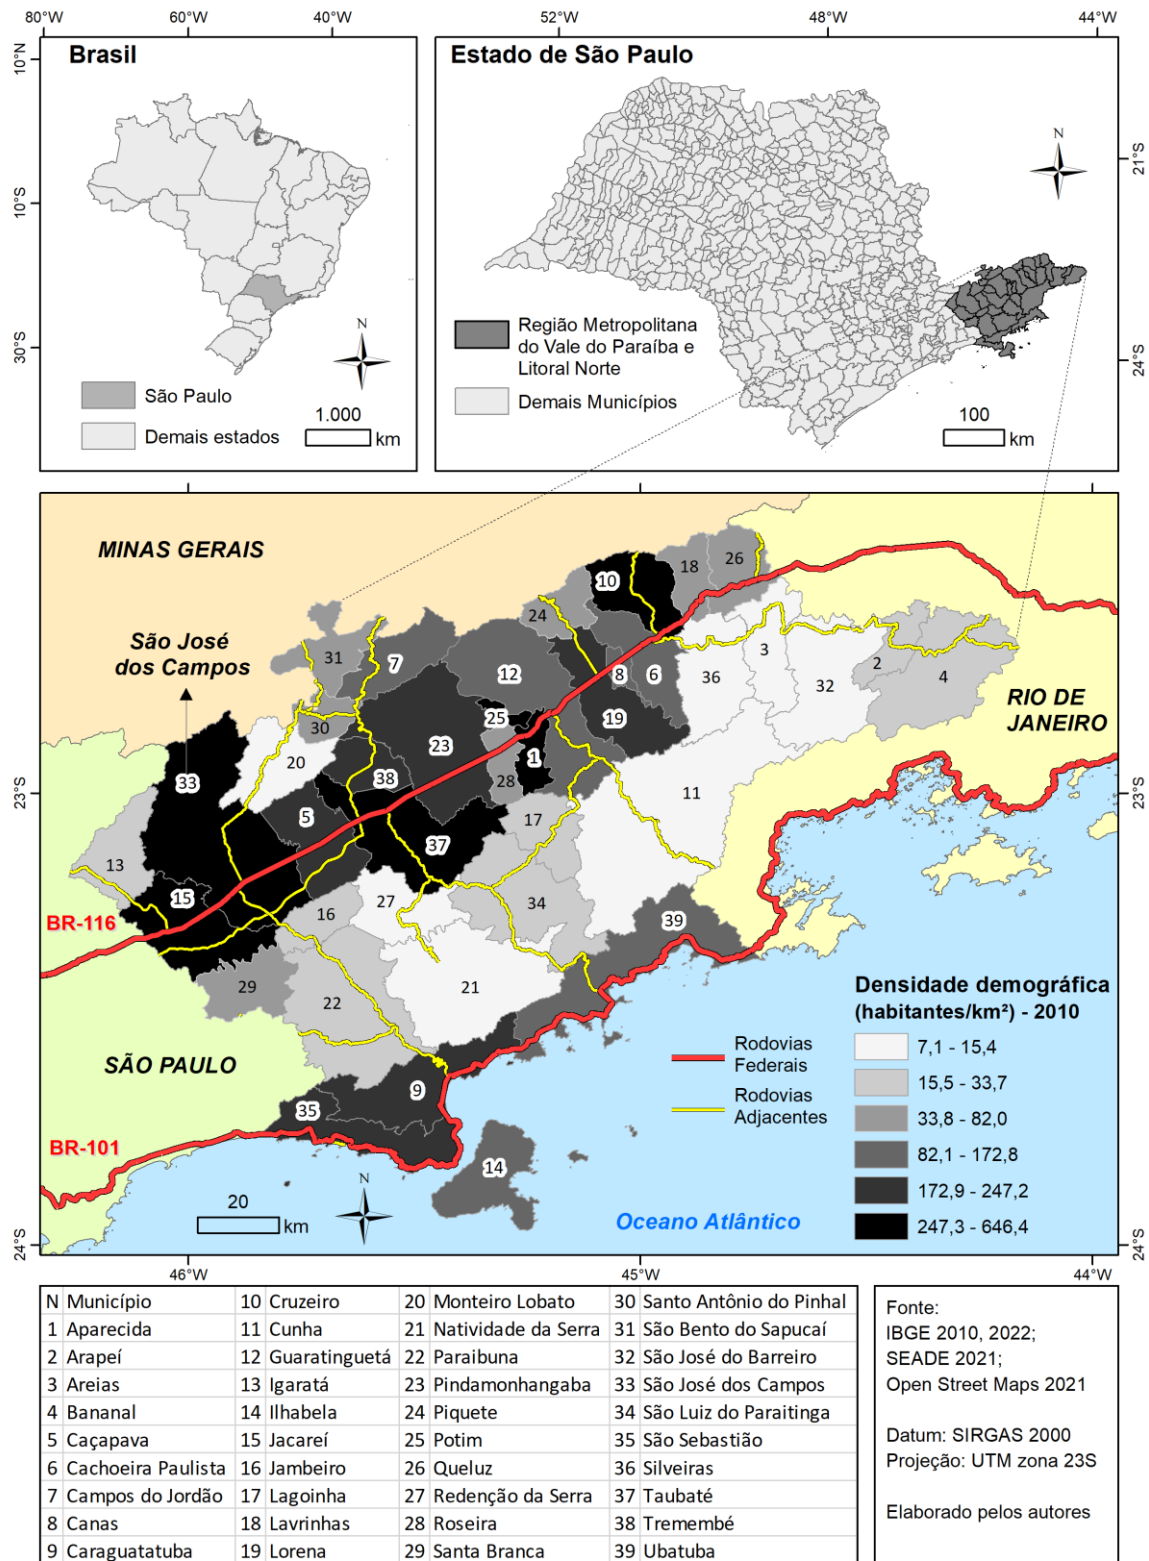 80°W 60°W 40°W 52°W 48°W 44°W
10°N
10°S
30°S
Brasil
N
São Paulo
Demais estados
1.000
km
Estado de São Paulo
N
21°S
24°S
Região Metropolitana
do Vale do Paraíba e
Litoral Norte
Demais Municípios
100
km
MINAS GERAIS
São José
dos Campos
RIO DE
JANEIRO
SÃO PAULO
BR-116
BR-101
Oceano Atlântico
10
18
26
24
31
7
12
8
6
36
3
32
2
4
30
25
19
33
20
23
1
38
28
11
5
17
37
13
15
16
27
34
39
29
22
21
9
35
14
23°S
24°S
23°S
24°S
Densidade demográfica
(habitantes/km²) - 2010
7,1 - 15,4
15,5 - 33,7
33,8 - 82,0
82,1 - 172,8
172,9 - 247,2
247,3 - 646,4
Rodovias
Federais
Rodovias
Adjacentes
20
km
N
46°W 45°W 44°W
N Município 10 Cruzeiro 20 Monteiro Lobato 30 Santo Antônio do Pinhal
1 Aparecida 11 Cunha 21 Natividade da Serra 31 São Bento do Sapucaí
2 Arapeí 12 Guaratinguetá 22 Paraibuna 32 São José do Barreiro
3 Areias 13 Igaratá 23 Pindamonhangaba 33 São José dos Campos
4 Bananal 14 Ilhabela 24 Piquete 34 São Luiz do Paraitinga
5 Caçapava 15 Jacareí 25 Potim 35 São Sebastião
6 Cachoeira Paulista 16 Jambeiro 26 Queluz 36 Silveiras
7 Campos do Jordão 17 Lagoinha 27 Redenção da Serra 37 Taubaté
8 Canas 18 Lavrinhas 28 Roseira 38 Tremembé
9 Caraguatatuba 19 Lorena 29 Santa Branca 39 Ubatuba
Fonte:
IBGE 2010, 2022;
SEADE 2021;
Open Street Maps 2021
Datum: SIRGAS 2000
Projeção: UTM zona 23S
Elaborado pelos autores